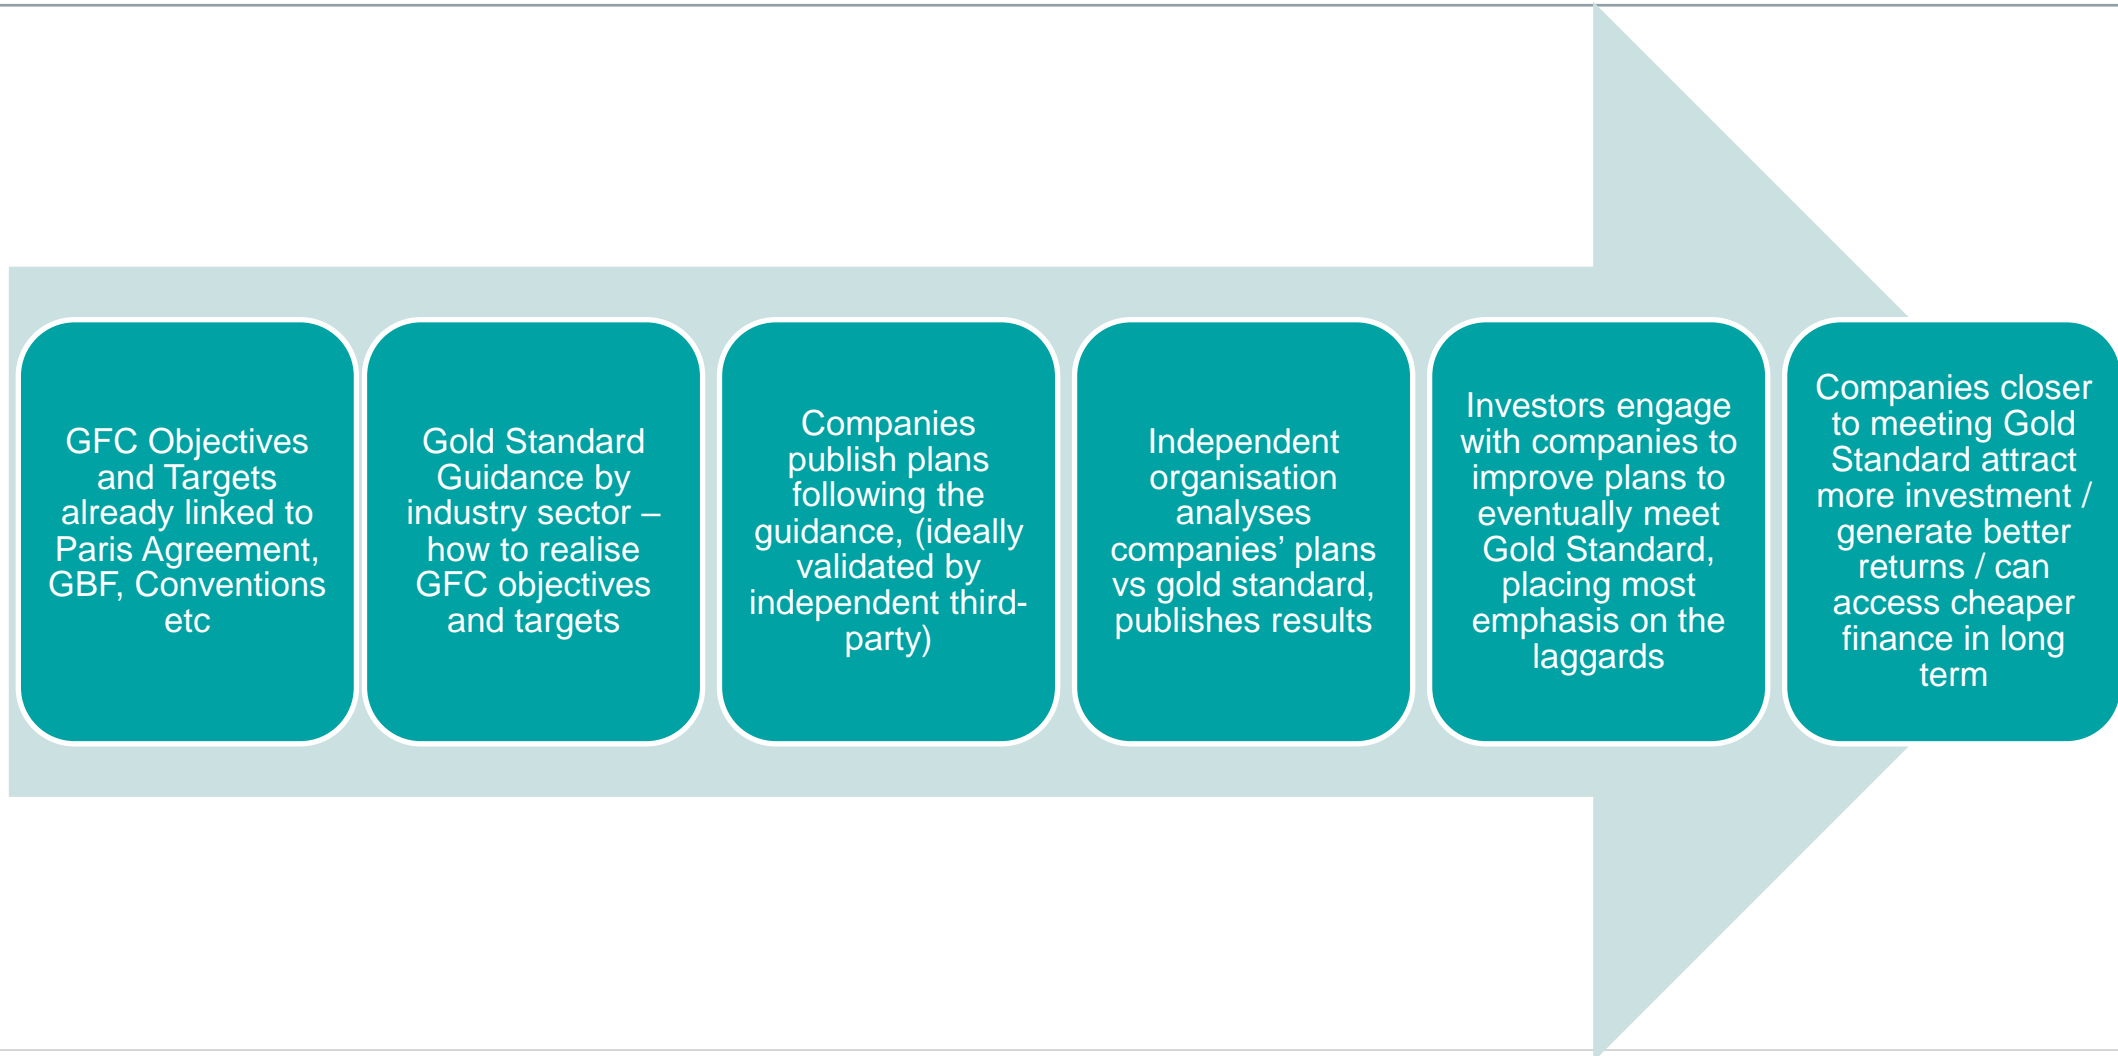 GFC Objectives
and Targets
already linked to
Paris Agreement,
GBF, Conventions
etc
Gold Standard
Guidance by
industry sector –
how to realise
GFC objectives
and targets
Companies
publish plans
following the
guidance, (ideally
validated by
independent third-
party)
Independent
organisation
analyses
companies’ plans
vs gold standard,
publishes results
Investors engage
with companies to
improve plans to
eventually meet
Gold Standard,
placing most
emphasis on the
laggards
Companies closer
to meeting Gold
Standard attract
more investment /
generate better
returns / can
access cheaper
finance in long
term